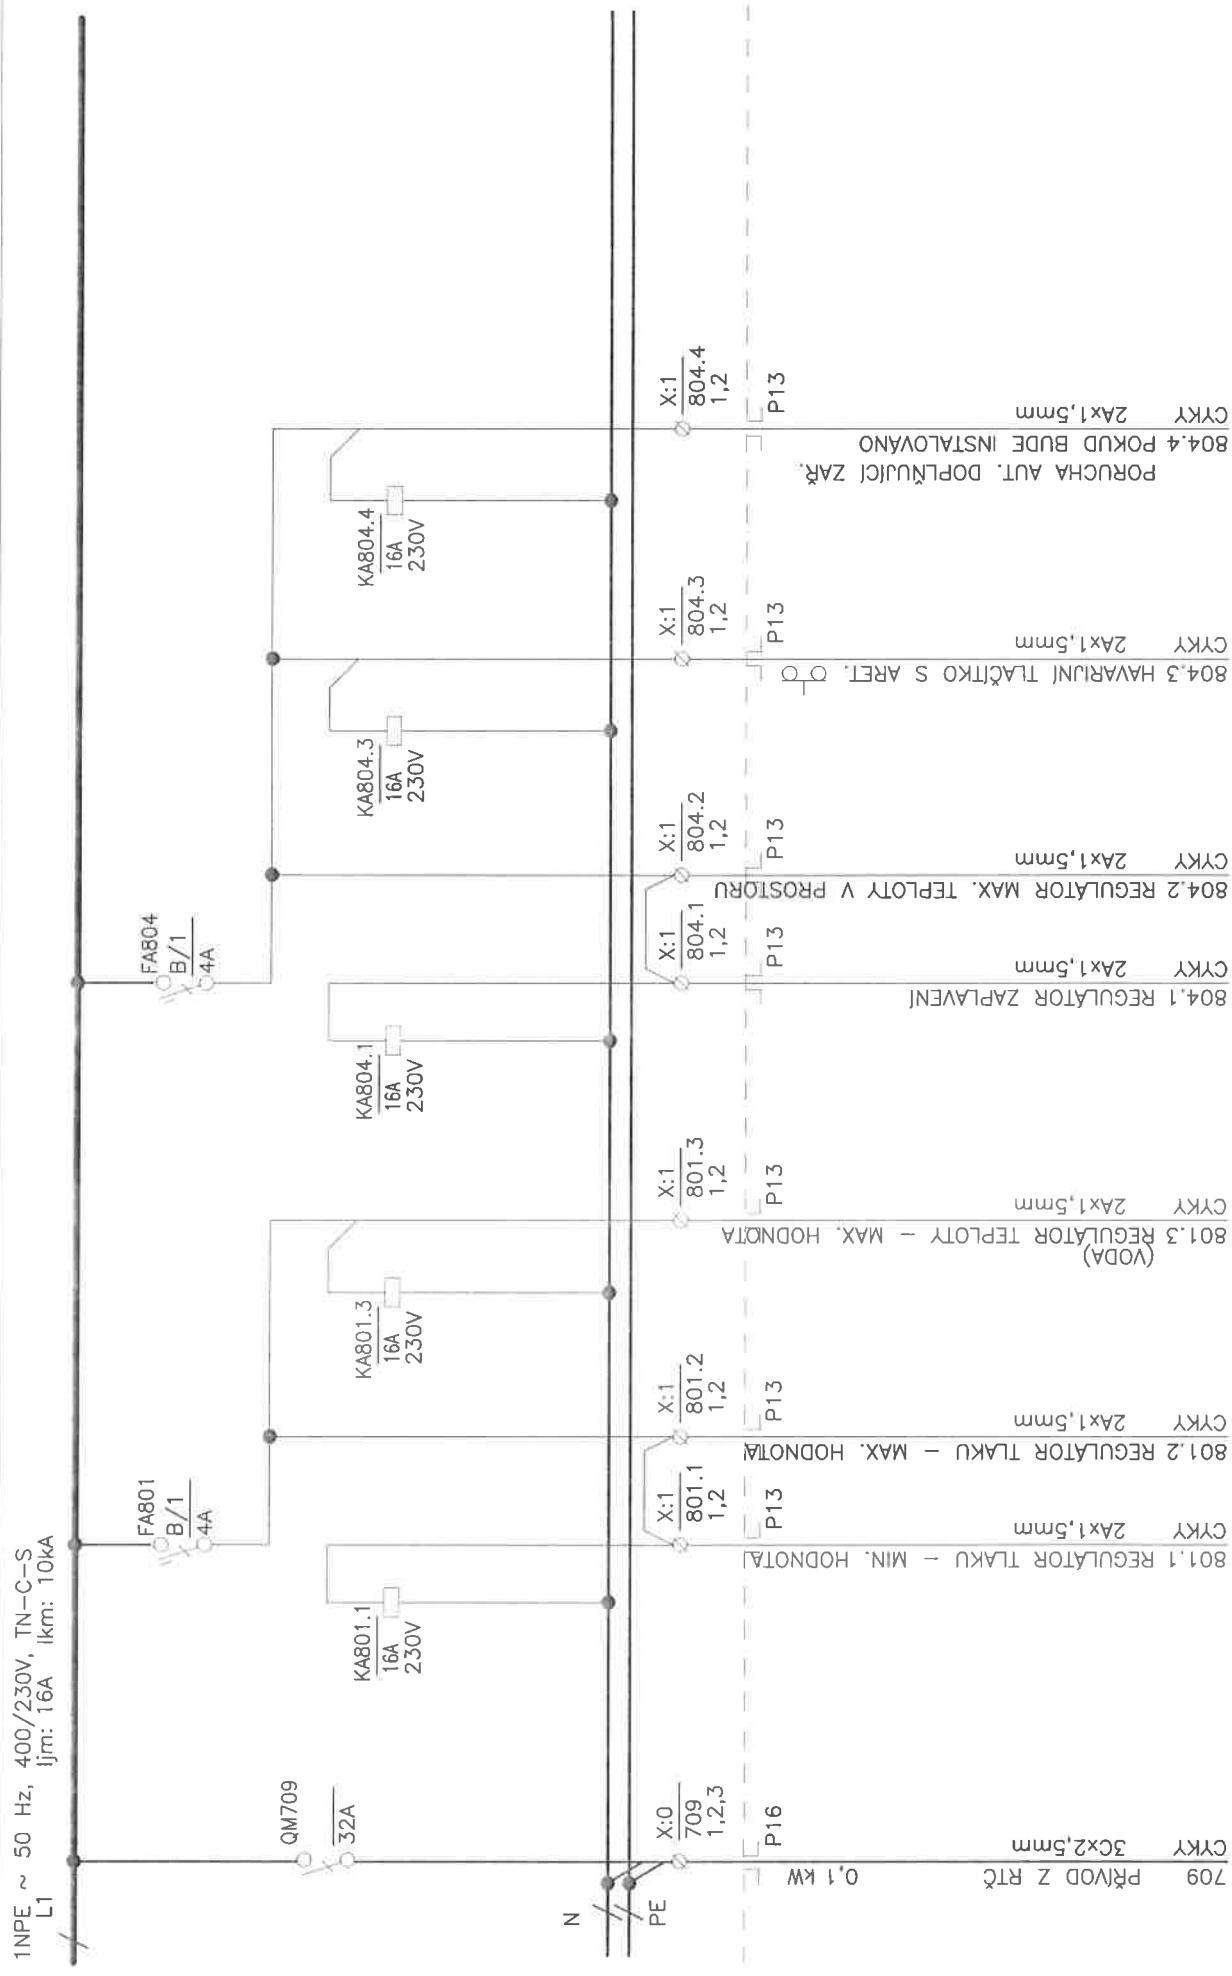 1NPE ~ 50 Hz, 400/230V, TN-C-S
L1 Ijm: 16A Ikm: 10kA
QM709
32A
FA801
B/1
4A
FA804
B/1
4A
KA801.1
16A
230V
KA801.3
16A
230V
KA804.1
16A
230V
KA804.3
16A
230V
KA804.4
16A
230V
N
PE
X:0
709
1,2,3
P16
X:1
801.1
1,2
P13
X:1
801.2
1,2
P13
X:1
801.3
1,2
P13
X:1
804.1
1,2
P13
X:1
804.2
1,2
P13
X:1
804.3
1,2
P13
X:1
804.4
1,2
P13
CYKY 3Cx2,5mm
709 PŘÍVOD Z RTČ 0,1 kW
CYKY 2Ax1,5mm
801.1 REGULÁTOR TLAKU – MIN. HODNOTA
CYKY 2Ax1,5mm
801.2 REGULÁTOR TLAKU – MAX. HODNOTA
CYKY 2Ax1,5mm
801.3 REGULÁTOR TEPLOTY – MAX. HODNOTA
(VODA)
CYKY 2Ax1,5mm
804.1 REGULÁTOR ZAPLAVENÍ
CYKY 2Ax1,5mm
804.2 REGULÁTOR MAX. TEPLOTY V PROSTORU
CYKY 2Ax1,5mm
804.3 HAVARIJNÍ TLAČÍTKO S ARET.
CYKY 2Ax1,5mm
804.4 POKUD BUDE INSTALOVÁNO
PORUCHA AUT. DOPLŇUJÍCÍ ZAŘ.